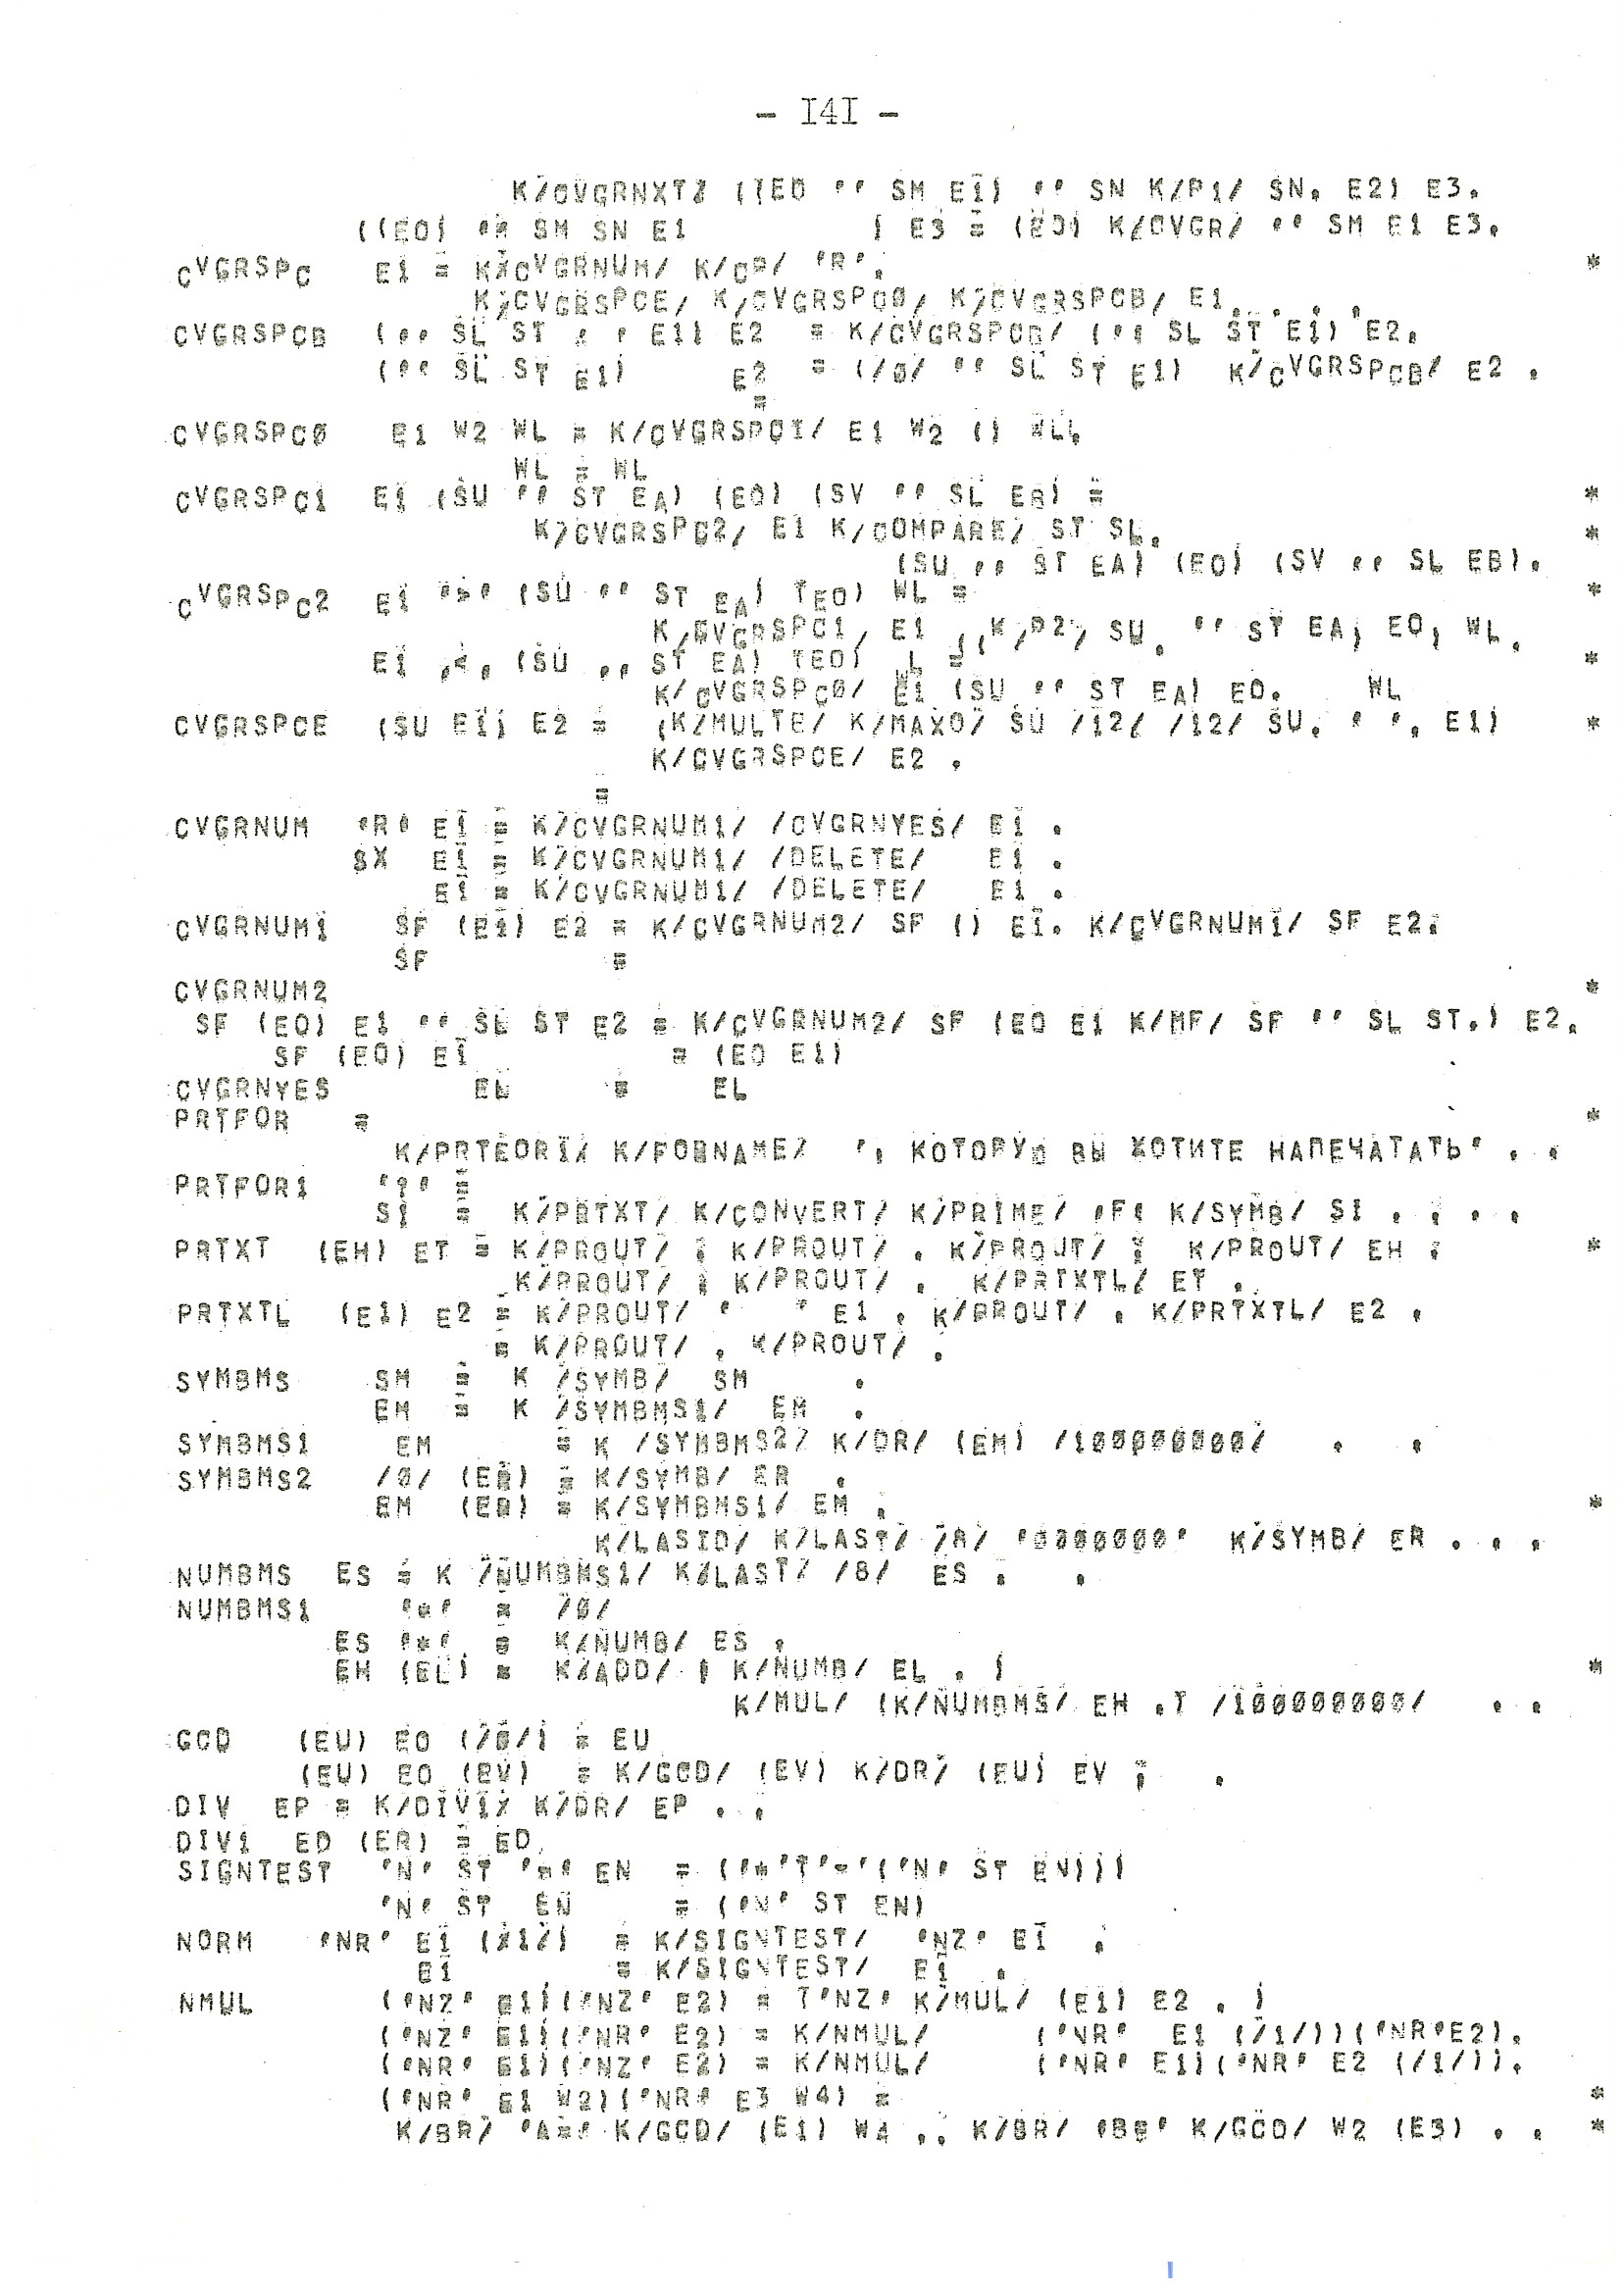 - I4I -
K/CVGRNXT/ ((EO '' SM E1) '' SN K/P1/ SN. E2) E3.
((EO) '' SM SN E1 ) E3 = (EO) K/CVGR/ '' SM E1 E3.
CVGRSPC E1 = K/CVGRNUM/ K/CP/ 'R'. *
K/CVGRSPCE/ K/CVGRSPC0/ K/CVGRSPCB/ E1 . . . .
CVGRSPCB ('' SL ST ' ' E1) E2 = K/CVGRSPCB/ ('' SL ST E1) E2.
('' SL ST E1) E2 = (/0/ '' SL ST E1) K/CVGRSPCB/ E2 .
=
CVGRSPC0 E1 W2 WL = K/CVGRSPC1/ E1 W2 () WL.
WL = WL
CVGRSPC1 E1 (SU '' ST EA) (EO) (SV '' SL EB) = *
K/CVGRSPC2/ E1 K/COMPARE/ ST SL. *
(SU '' ST EA) (EO) (SV '' SL EB).
CVGRSPC2 E1 '>' (SU '' ST EA) (EO) WL = *
K/CVGRSPC1/ E1 ((K/P2/ SU. '' ST EA) EO) WL.
E1 '<' (SU '' ST EA) (EO) WL = *
K/CVGRSPC0/ E1 (SU '' ST EA) EO. WL
CVGRSPCE (SU E1) E2 = (K/MULTE/ K/MAXO/ SU /12/ /12/ SU. ' '. E1) *
K/CVGRSPCE/ E2 .
=
CVGRNUM 'R' E1 = K/CVGRNUM1/ /CVGRNYES/ E1 .
SX E1 = K/CVGRNUM1/ /DELETE/ E1 .
E1 = K/CVGRNUM1/ /DELETE/ E1 .
CVGRNUM1 SF (E1) E2 = K/CVGRNUM2/ SF () E1. K/CVGRNUM1/ SF E2.
SF =
CVGRNUM2 *
SF (EO) E1 '' SL ST E2 = K/CVGRNUM2/ SF (EO E1 K/MF/ SF '' SL ST.) E2.
SF (EO) E1 = (EO E1)
CVGRNYES EL = EL
PRTFOR = *
K/PRTFOR1/ K/FORNAME/ ', КОТОРУЮ ВЫ ХОТИТЕ НАПЕЧАТАТЬ' . .
PRTFOR1 '?' =
S1 = K/PRTXT/ K/CONVERT/ K/PRIME/ 'F' K/SYMB/ S1 . . . .
PRTXT (EH) ET = K/PROUT/ . K/PROUT/ . K/PROUT/ . K/PROUT/ EH . *
K/PROUT/ . K/PROUT/ . K/PRTXTL/ ET .
PRTXTL (E1) E2 = K/PROUT/ ' ' E1 . K/PROUT/ . K/PRTXTL/ E2 .
= K/PROUT/ . K/PROUT/ .
SYMBMS SM = K /SYMB/ SM .
EM = K /SYMBMS1/ EM .
SYMBMS1 EM = K /SYMBMS2/ K/DR/ (EM) /100000000/ . .
SYMBMS2 /0/ (ER) = K/SYMB/ ER .
EM (ER) = K/SYMBMS1/ EM . *
K/LASTD/ K/LAST/ /8/ '0000000' K/SYMB/ ER . . .
NUMBMS ES = K /NUMBMS1/ K/LAST/ /8/ ES . .
NUMBMS1 '*' = /0/
ES '*' = K/NUMB/ ES .
EH (EL) = K/ADD/ ( K/NUMB/ EL . ) *
K/MUL/ (K/NUMBMS/ EH .) /100000000/ . .
GCD (EU) EO (/0/) = EU
(EU) EO (EV) = K/GCD/ (EV) K/DR/ (EU) EV . .
DIV EP = K/DIV1/ K/DR/ EP . .
DIV1 ED (ER) = ED
SIGNTEST 'N' ST '-' EN = ('*'('-'('N' ST EN)))
'N' ST EN = ('N' ST EN)
NORM 'NR' E1 (/1/) = K/SIGNTEST/ 'NZ' E1 .
E1 = K/SIGNTEST/ E1 .
NMUL ('NZ' E1)('NZ' E2) = ('NZ' K/MUL/ (E1) E2 . )
('NZ' E1)('NR' E2) = K/NMUL/ ('NR' E1 (/1/))('NR'E2).
('NR' E1)('NZ' E2) = K/NMUL/ ('NR' E1)('NR' E2 (/1/)).
('NR' E1 W2)('NR' E3 W4) = *
K/BR/ 'A=' K/GCD/ (E1) W4 .. K/BR/ 'B=' K/GCD/ W2 (E3) . . *